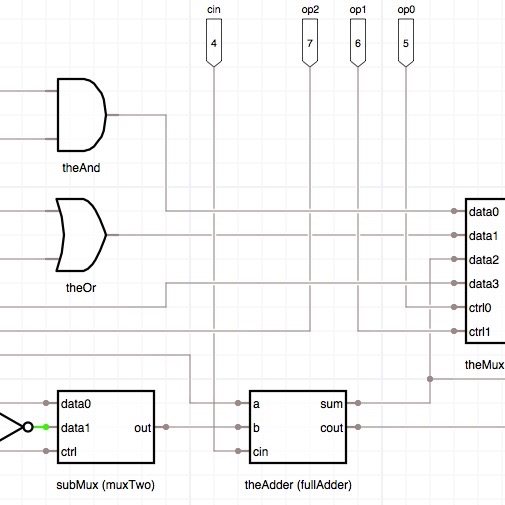 cin op2 op1 op0
4 7 6 5
theAnd
data0
data1
theOr
data2
data3
ctrl0
ctrl1
theMux
data0
data1 out
ctrl
a sum
b cout
cin
subMux (muxTwo)
theAdder (fullAdder)